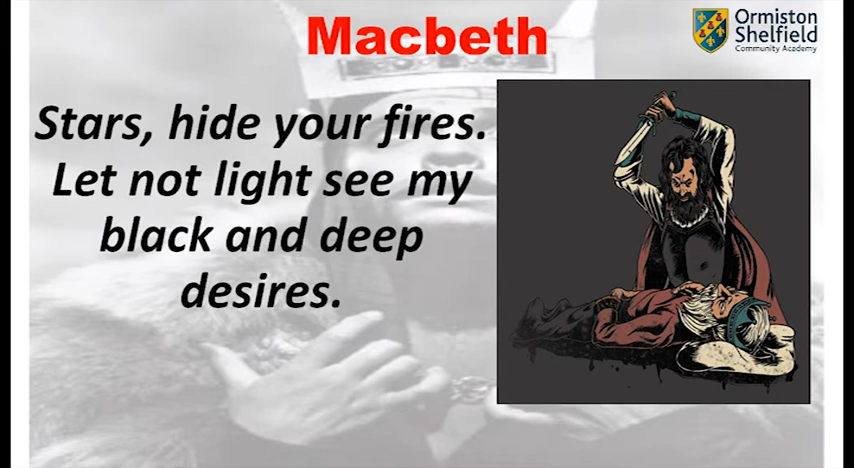 Macbeth
Ormiston
Shelfield
Community Academy
Stars, hide your fires.
Let not light see my
black and deep
desires.